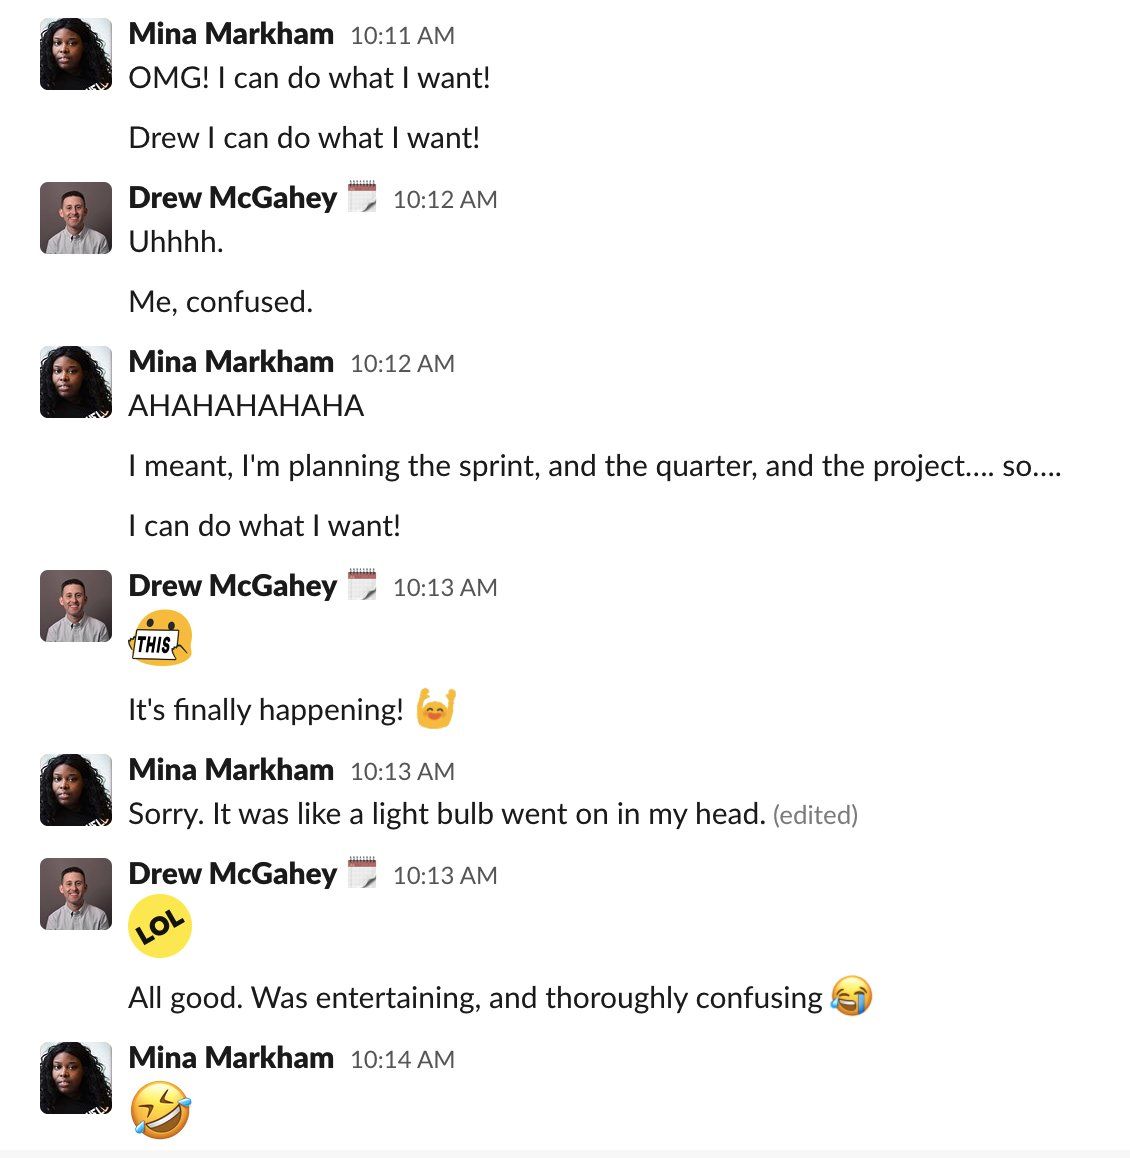 Mina Markham 10:11 AM
OMG! I can do what I want!
Drew I can do what I want!
Drew McGahey 10:12 AM
Uhhhh.
Me, confused.
Mina Markham 10:12 AM
AHAHAHAHAHA
I meant, I'm planning the sprint, and the quarter, and the project.... so....
I can do what I want!
Drew McGahey 10:13 AM
THIS
It's finally happening!
Mina Markham 10:13 AM
Sorry. It was like a light bulb went on in my head. (edited)
Drew McGahey 10:13 AM
LOL
All good. Was entertaining, and thoroughly confusing
Mina Markham 10:14 AM